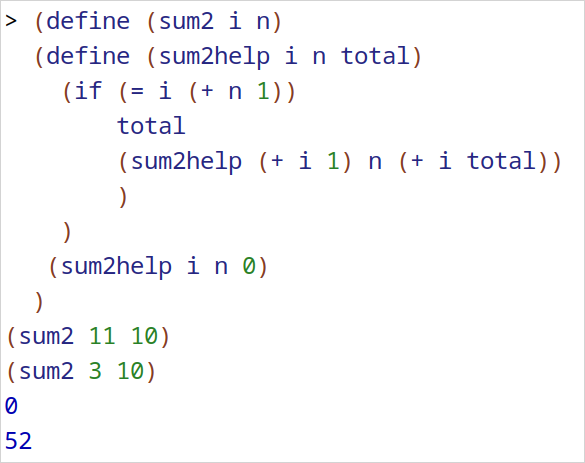 > (define (sum2 i n)
  (define (sum2help i n total)
    (if (= i (+ n 1))
        total
        (sum2help (+ i 1) n (+ i total))
        )
    )
   (sum2help i n 0)
  )
(sum2 11 10)
(sum2 3 10)
0
52